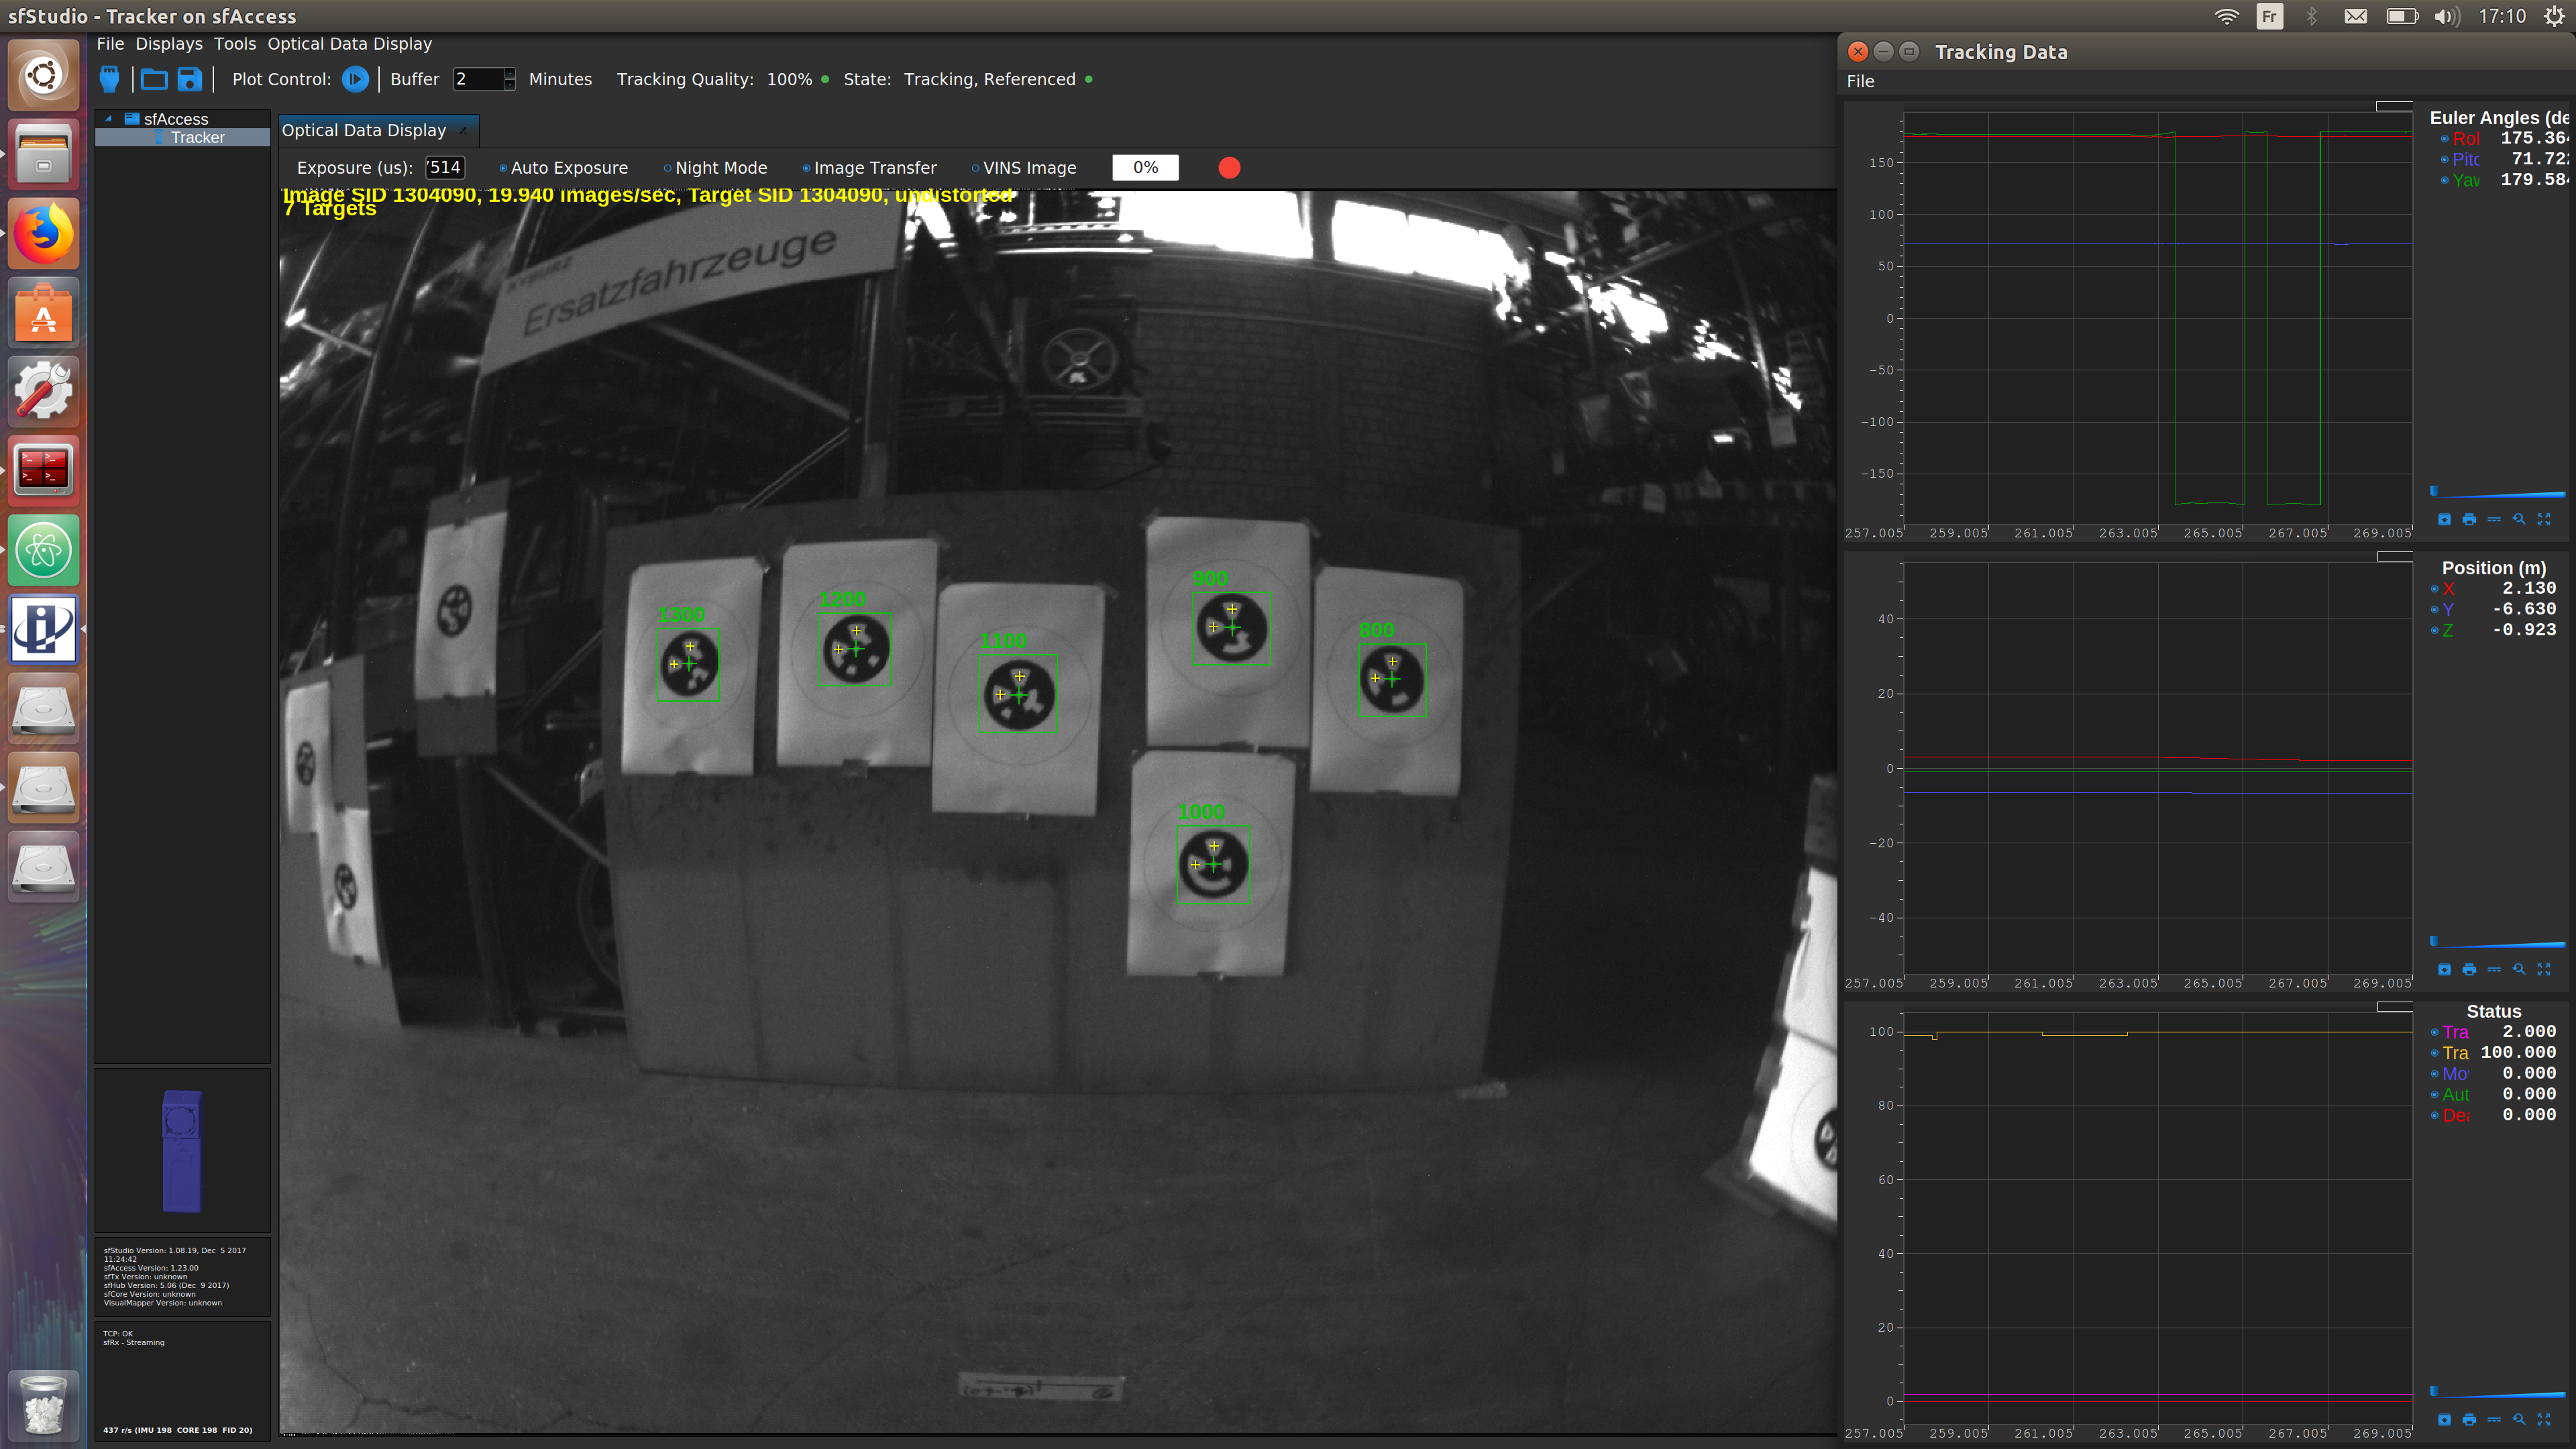 sfStudio - Tracker on sfAccess
Fr
17:10
File Displays Tools Optical Data Display
Plot Control: Buffer 2 Minutes Tracking Quality: 100% State: Tracking, Referenced
sfAccess
Tracker
Optical Data Display
Exposure (us): 514 Auto Exposure Night Mode Image Transfer VINS Image 0%
Image SID 1304090, 19.940 images/sec, Target SID 1304090, undistorted
7 Targets
KYBURZ
Ersatzfahrzeuge
900
1200
1300
800
1100
1000
sfStudio Version: 1.08.19, Dec 5 2017
11:24:42
sfAccess Version: 1.23.00
sfTx Version: unknown
sfHub Version: 5.06 (Dec 9 2017)
sfCore Version: unknown
VisualMapper Version: unknown
TCP: OK
sfRx - Streaming
437 r/s (IMU 198 CORE 198 FID 20)
Tracking Data
File
Euler Angles (de
Rol 175.364
Pitc 71.722
Yaw 179.584
150
100
50
0
-50
-100
-150
257.005 259.005 261.005 263.005 265.005 267.005 269.005
Position (m)
X 2.130
Y -6.630
Z -0.923
40
20
0
-20
-40
257.005 259.005 261.005 263.005 265.005 267.005 269.005
Status
Tra 2.000
Tra 100.000
Mo 0.000
Aut 0.000
Dea 0.000
100
80
60
40
20
0
257.005 259.005 261.005 263.005 265.005 267.005 269.005